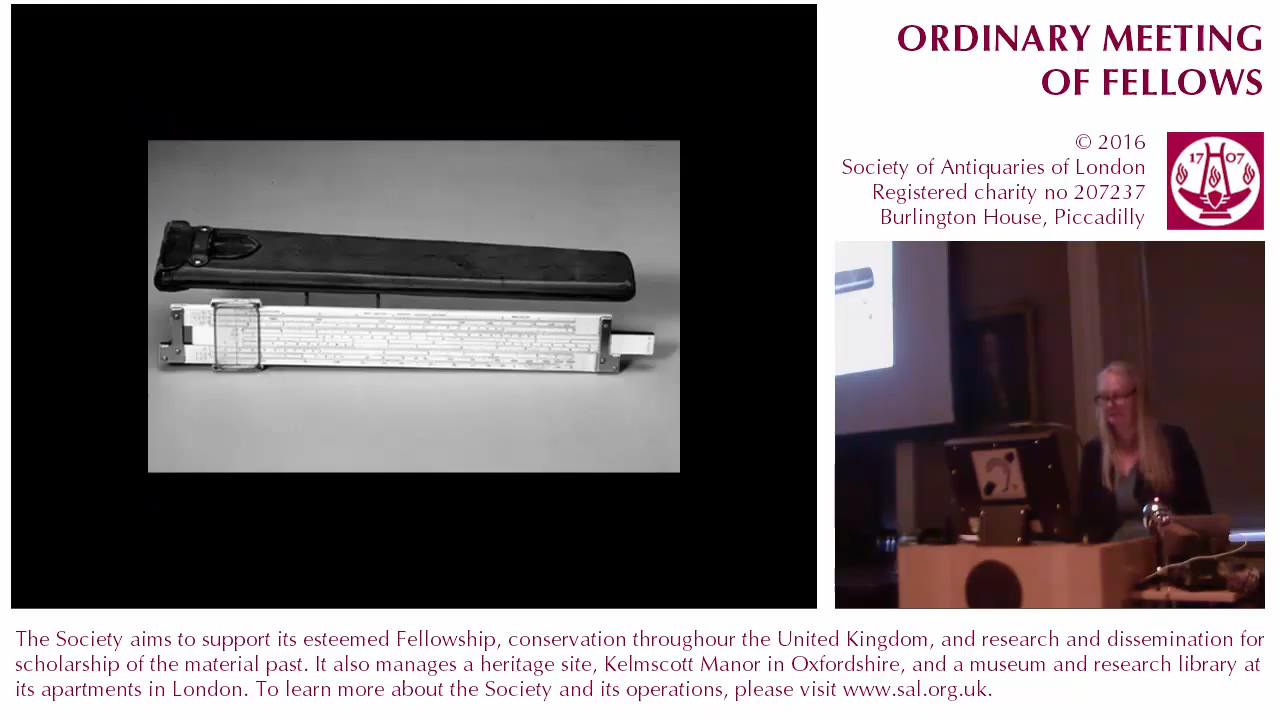 ORDINARY MEETING
OF FELLOWS
© 2016
Society of Antiquaries of London
Registered charity no 207237
Burlington House, Piccadilly
17 07
The Society aims to support its esteemed Fellowship, conservation throughour the United Kingdom, and research and dissemination for
scholarship of the material past. It also manages a heritage site, Kelmscott Manor in Oxfordshire, and a museum and research library at
its apartments in London. To learn more about the Society and its operations, please visit www.sal.org.uk.